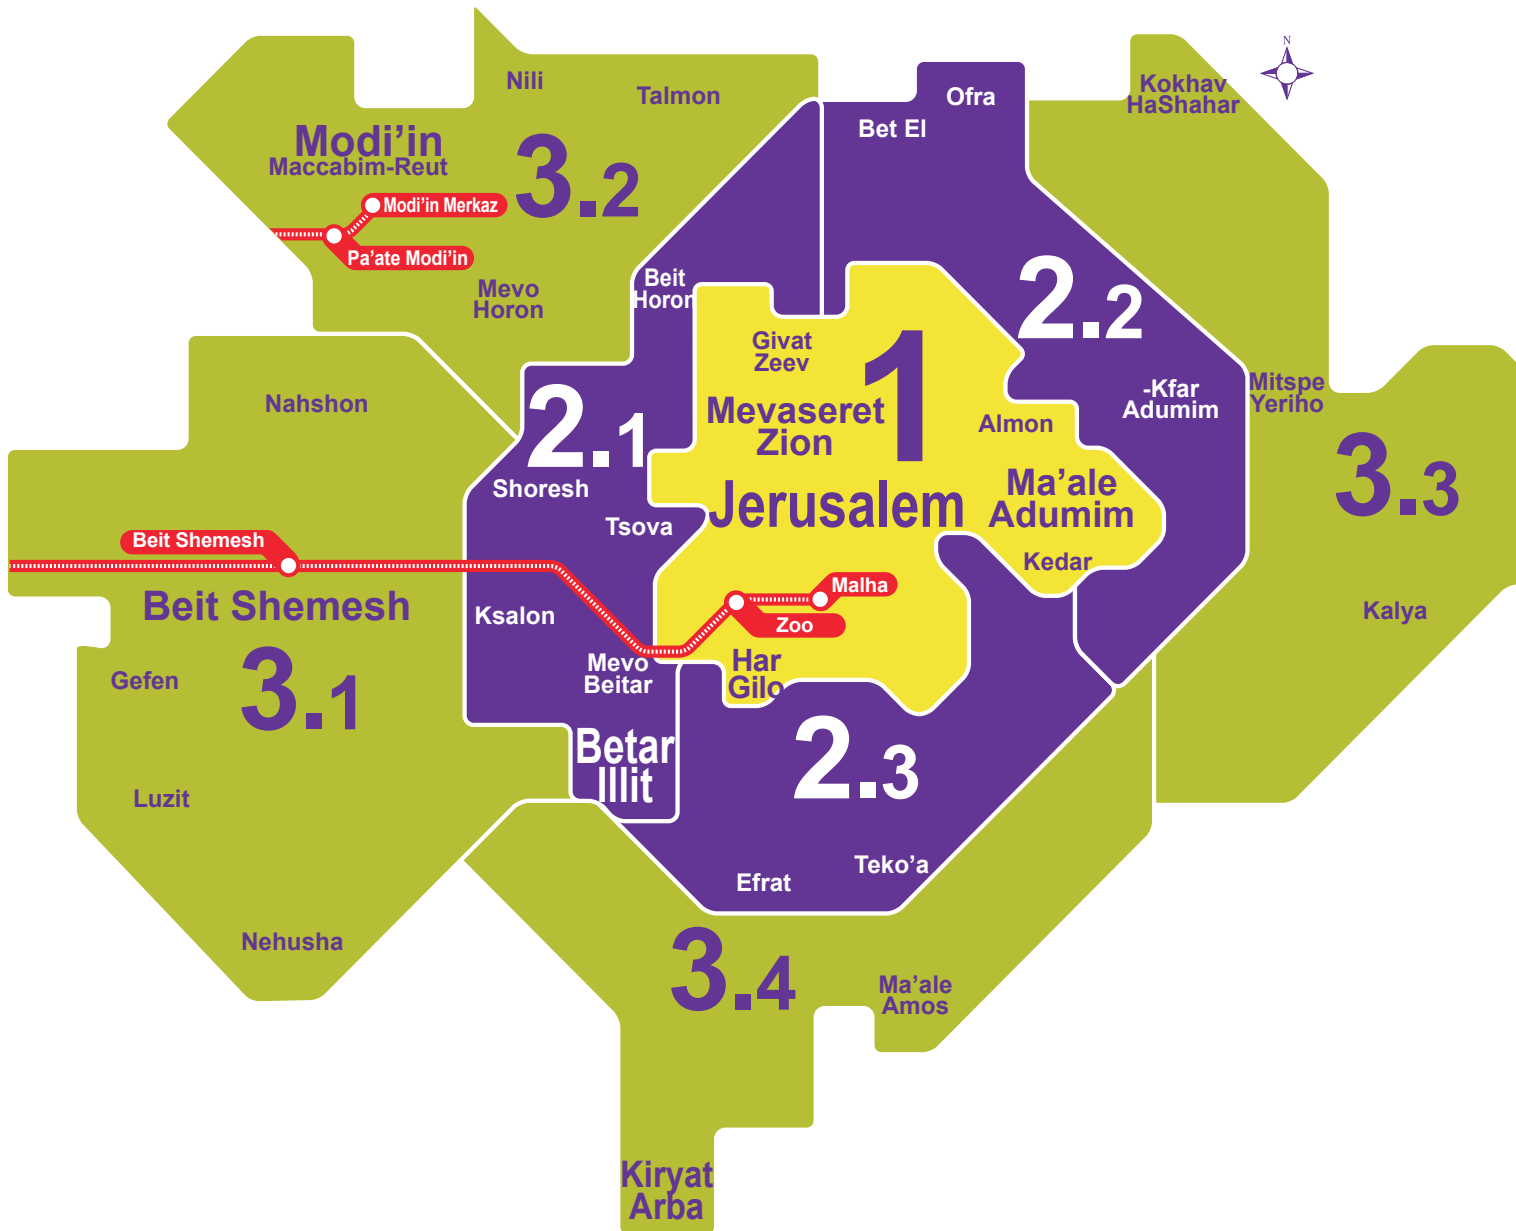 N
Nili
Talmon
Kokhav
HaShahar
Ofra
Bet El
Modi’in
Maccabim-Reut
3.2
Modi’in Merkaz
Pa’ate Modi’in
Mevo
Horon
Beit
Horon
2.2
Givat
Zeev
1
Nahshon
2.1
Mevaseret
Zion
Almon
-Kfar
Adumim
Mitspe
Yeriho
3.3
Shoresh
Jerusalem
Ma’ale
Adumim
Tsova
Beit Shemesh
Kedar
Beit Shemesh
Malha
Zoo
Ksalon
Kalya
Mevo
Beitar
Har
Gilo
Gefen
3.1
Betar
Illit
2.3
Luzit
Efrat
Teko’a
Nehusha
3.4
Ma’ale
Amos
Kiryat
Arba